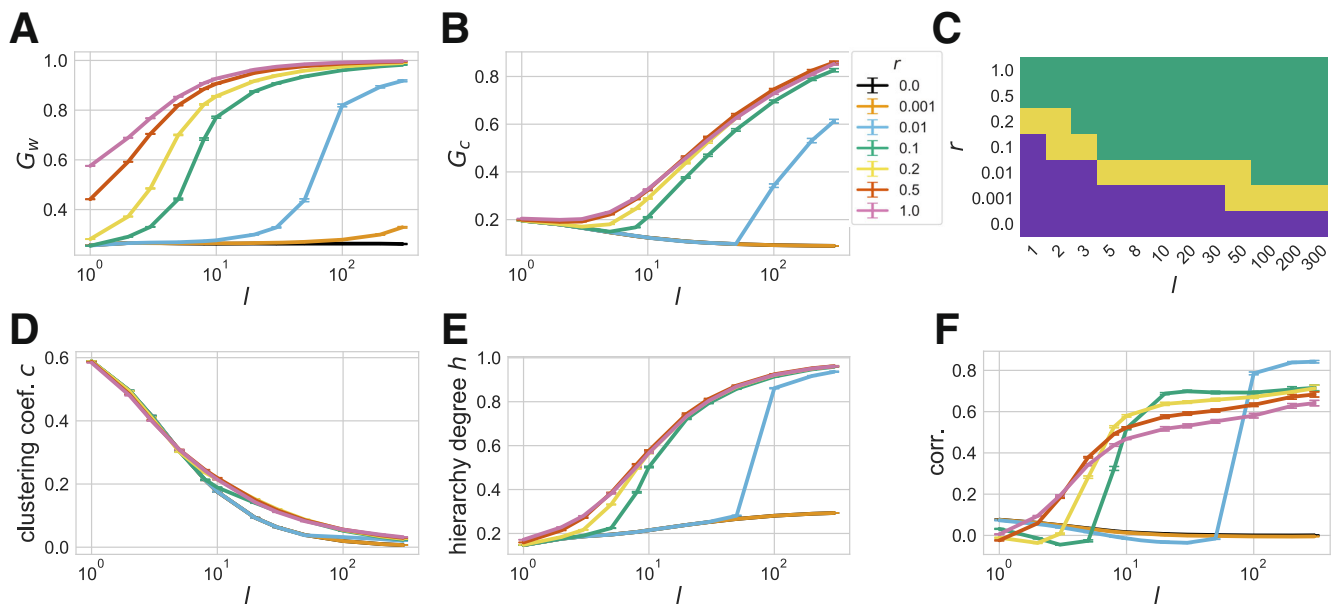 A
1.0
0.8
0.6
0.4
G_w
10^0
10^1
10^2
l
B
0.8
0.6
0.4
0.2
G_c
10^0
10^1
10^2
l
r
0.0
0.001
0.01
0.1
0.2
0.5
1.0
C
1.0
0.5
0.2
0.1
0.01
0.001
0.0
r
1 2 3 5 8 10 20 30 50 100 200 300
l
D
0.6
0.4
0.2
0.0
clustering coef. c
10^0
10^1
10^2
l
E
1.0
0.8
0.6
0.4
0.2
hierarchy degree h
10^0
10^1
10^2
l
F
0.8
0.6
0.4
0.2
0.0
corr.
10^0
10^1
10^2
l